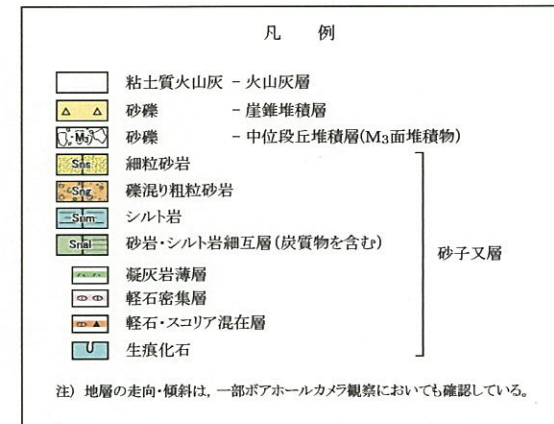 凡 例
粘土質火山灰 － 火山灰層
砂礫 － 崖錐堆積層
M₃ 砂礫 － 中位段丘堆積層(M₃面堆積物)
Sns 細粒砂岩
Sng 礫混り粗粒砂岩
Snm シルト岩
Snal 砂岩・シルト岩細互層(炭質物を含む)
砂子又層
凝灰岩薄層
軽石密集層
軽石・スコリア混在層
生痕化石
注) 地層の走向・傾斜は，一部ボアホールカメラ観察においても確認している。